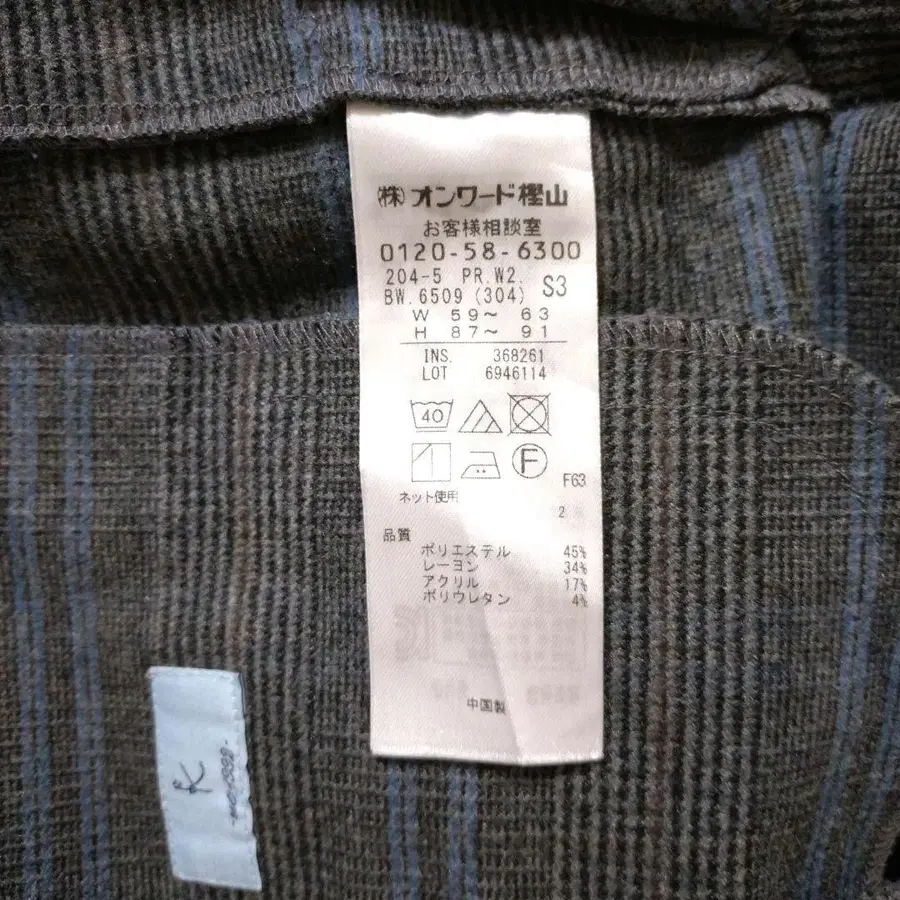 ㈱オンワード樫山
お客様相談室
0120-58-6300
204-5 PR.W2.
BW.6509 (304) S3
W 59～ 63
H 87～ 91
INS. 368261
LOT 6946114
40
F
F63
ネット使用
2
品質
ポリエステル 45%
レーヨン 34%
アクリル 17%
ポリウレタン 4%
中国製
K